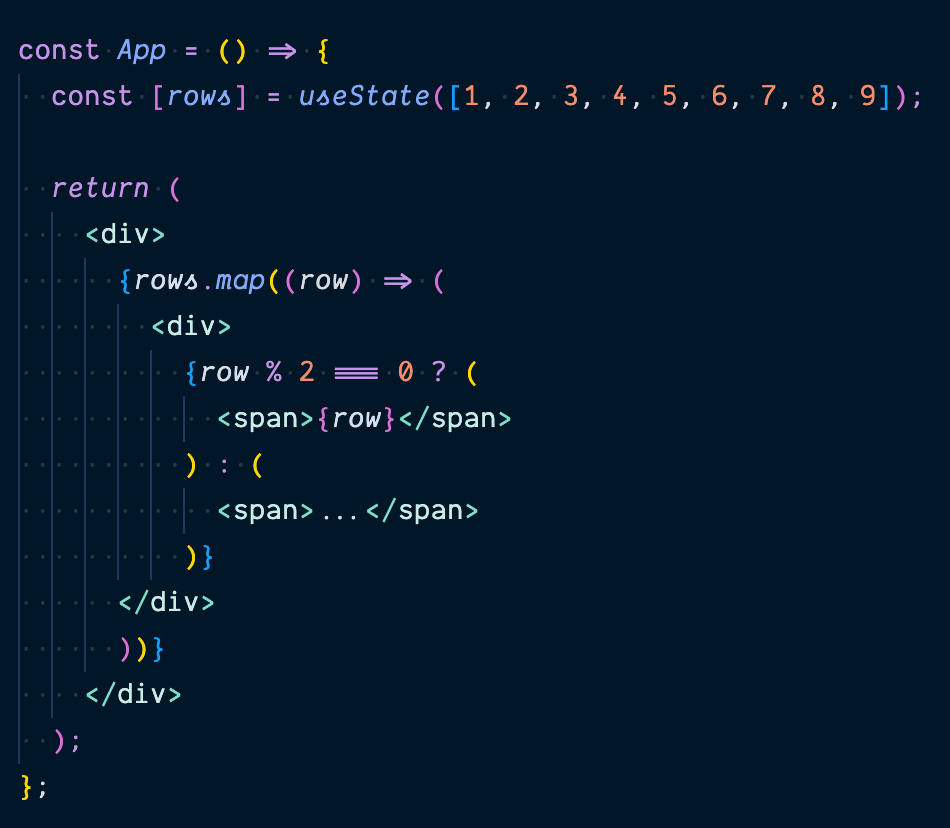 const App = () => {
  const [rows] = useState([1, 2, 3, 4, 5, 6, 7, 8, 9]);

  return (
    <div>
      {rows.map((row) => (
        <div>
          {row % 2 === 0 ? (
            <span>{row}</span>
          ) : (
            <span>...</span>
          )}
      </div>
      ))}
    </div>
  );
};